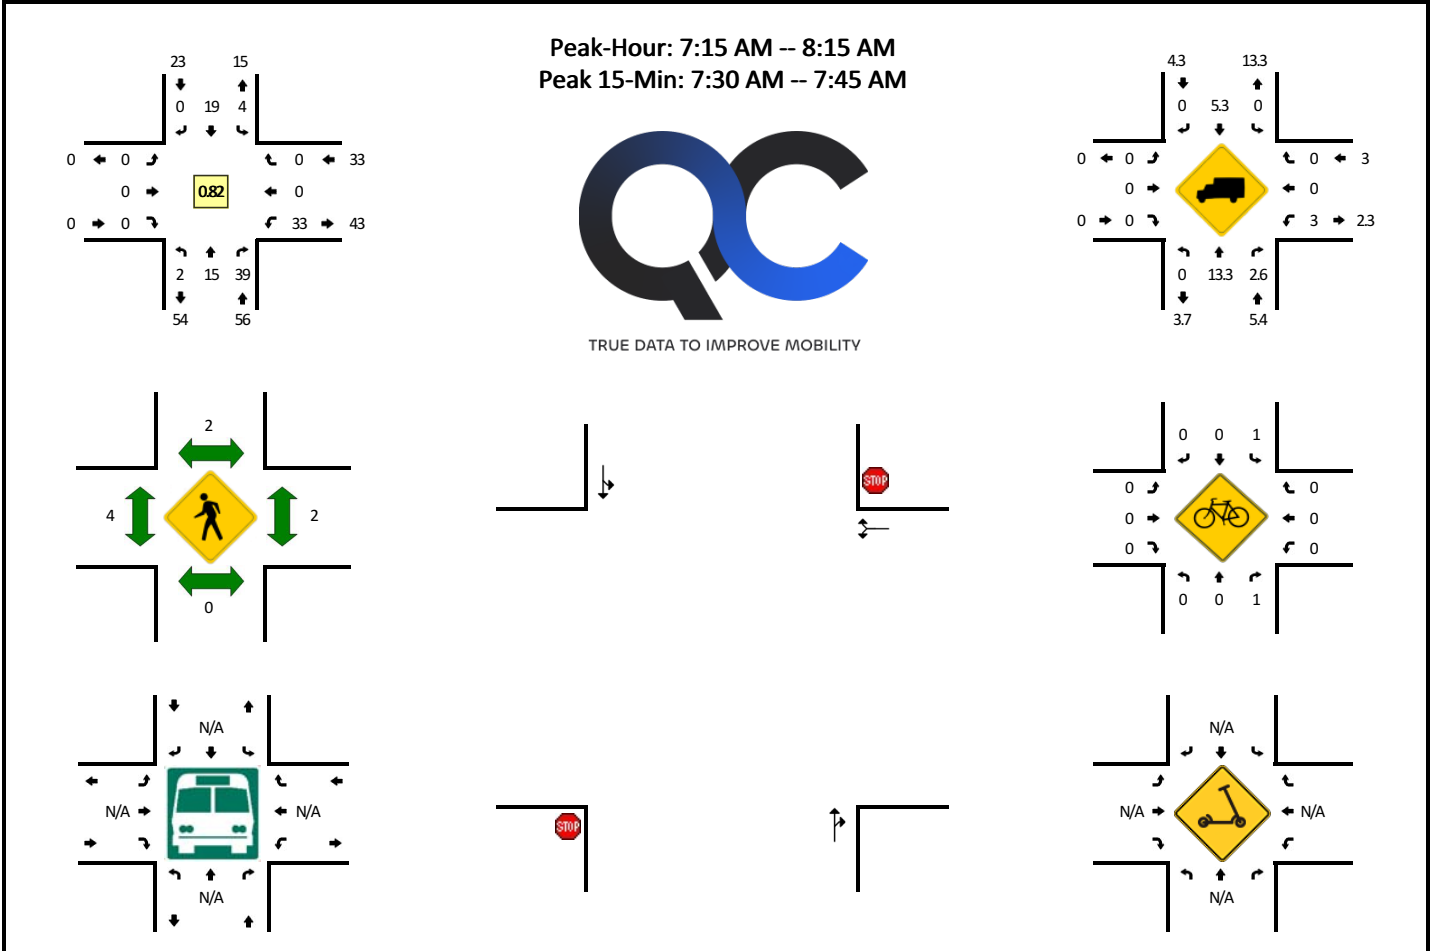 Peak-Hour: 7:15 AM -- 8:15 AM
Peak 15-Min: 7:30 AM -- 7:45 AM
23 15
0 19 4
0 0 0 33
0 0.82 0
0 0 33 43
2 15 39
54 56
QC
TRUE DATA TO IMPROVE MOBILITY
4.3 13.3
0 5.3 0
0 0 0 3
0 0
0 0 3 2.3
0 13.3 2.6
3.7 5.4
2
4 2
0
STOP
STOP
0 0 1
0 0
0 0
0 0
0 0 1
N/A
N/A N/A
N/A
N/A
N/A N/A
N/A